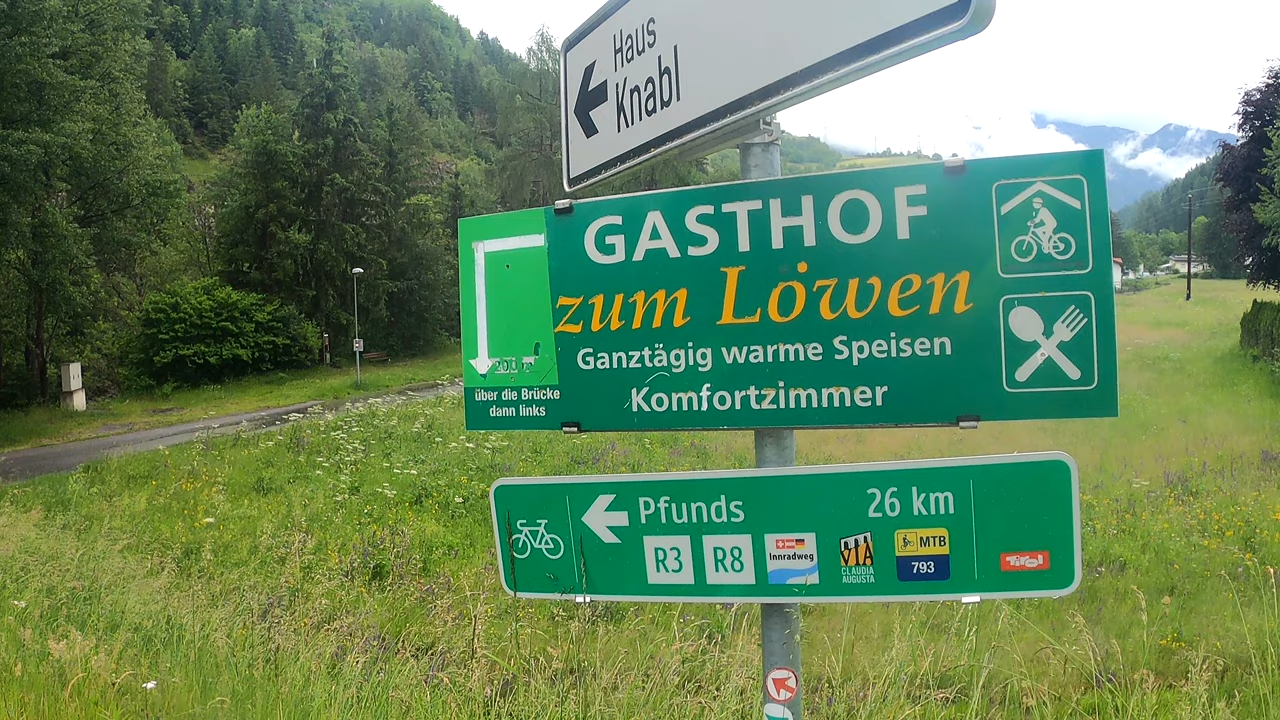 Haus
Knabl
GASTHOF
zum Löwen
Ganztägig warme Speisen
Komfortzimmer
200 m
über die Brücke
dann links
Pfunds 26 km
R3 R8 Innradweg VIA CLAUDIA AUGUSTA MTB 793